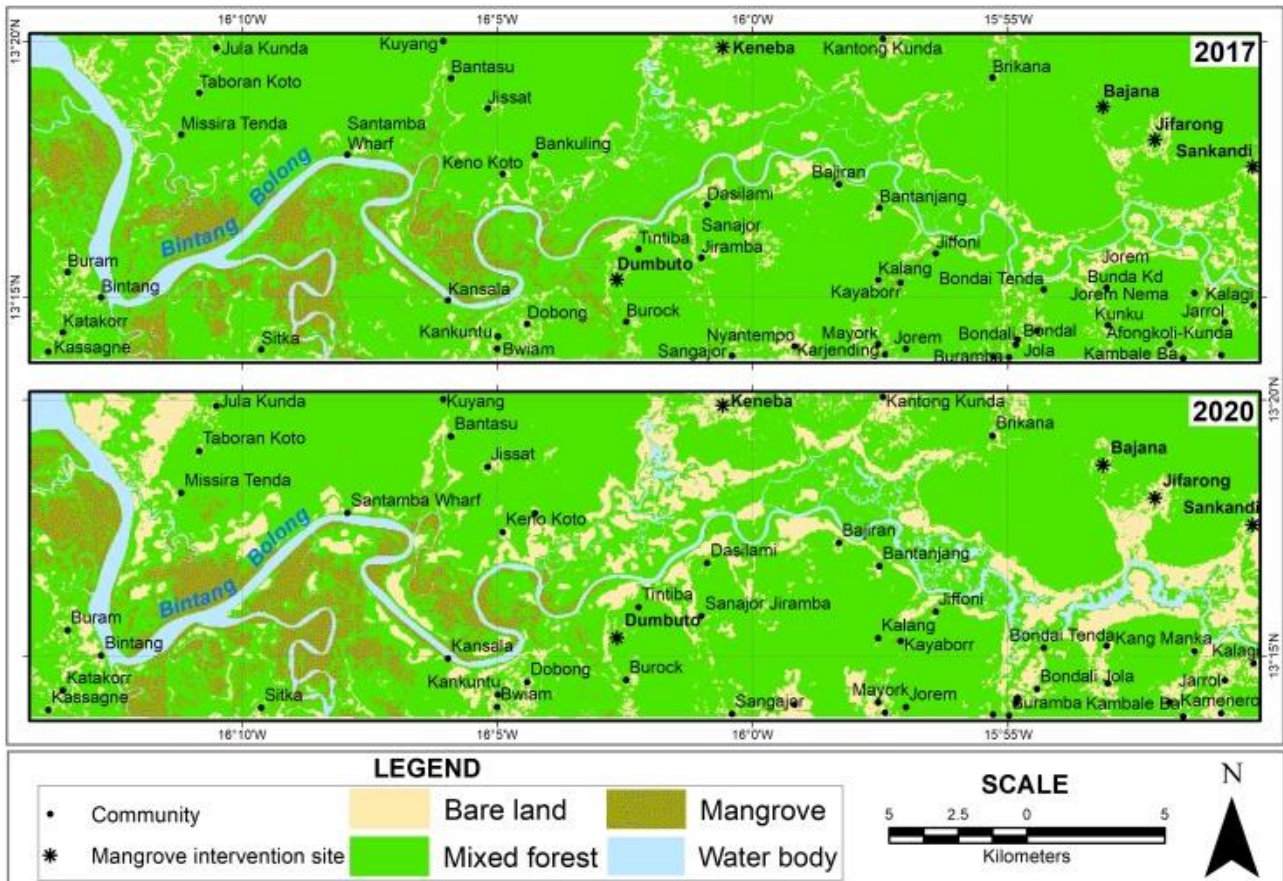 16°10'W 16°5'W 16°0'W 15°55'W
13°20'N
2017
Jula Kunda
Kuyang
Keneba
Kantong Kunda
Taboran Koto
Bantasu
Brikana
Jissat
Bajana
Missira Tenda
Santamba
Wharf
Bankuling
Jifarong
Keno Koto
Sankandi
Bintang Bolong
Bajiran
Dasilami
Bantanjang
Sanajor
Jiramba
Tintiba
Jiffoni
Buram
Dumbuto
Kalang
Bondai Tenda
Jorem
Bunda Kd
13°15'N
Bintang
Kansala
Kayaborr
Jorem Nema
Kalagi
Katakorr
Dobong
Burock
Kunku
Jarrol
Kassagne
Sitka
Kankuntu
Nyantempo
Mayork
Jorem
Bondali
Bondal
Afongkoli-Kunda
Bwiam
Sangajor
Karjending
Buramba
Jola
Kambale Ba
2020
13°20'N
Jula Kunda
Kuyang
Keneba
Kantong Kunda
Taboran Koto
Bantasu
Brikana
Jissat
Bajana
Missira Tenda
Santamba Wharf
Jifarong
Keno Koto
Sankandi
Bintang Bolong
Bajiran
Dasilami
Bantanjang
Tintiba
Sanajor Jiramba
Jiffoni
Buram
Dumbuto
Kalang
Bondai Tenda
Kang Manka
13°15'N
Bintang
Kansala
Kayaborr
Kalagi
Katakorr
Kankuntu
Dobong
Burock
Bondali Jola
Jarrol
Kassagne
Sitka
Bwiam
Sangajor
Mayork
Jorem
Buramba
Kambale Ba
Kamenero
16°10'W 16°5'W 16°0'W 15°55'W
LEGEND
Community
Mangrove intervention site
Bare land
Mixed forest
Mangrove
Water body
SCALE
5 2.5 0 5
Kilometers
N